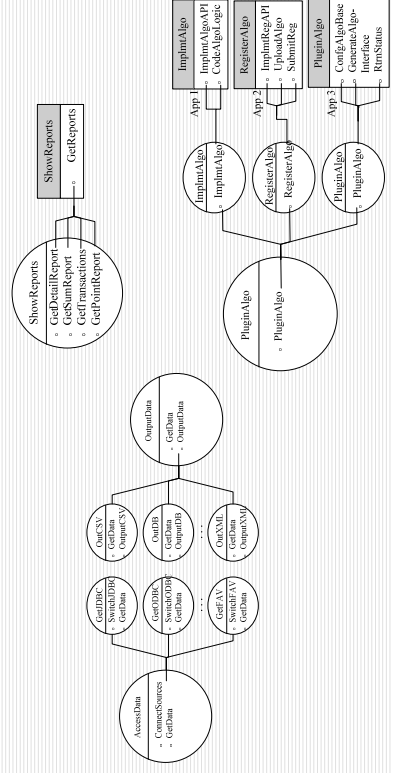 AccessData
ConnectSources
GetData
GetJDBC
SwitchJDBC
GetData
GetODBC
SwitchODBC
GetData
. . .
GetFAV
SwitchFAV
GetData
OutCSV
GetData
OutputCSV
OutDB
GetData
OutputDB
. . .
OutXML
GetData
OutputXML
OutputData
GetData
OutputData
ShowReports
GetDetailReport
GetSumReport
GetTransactions
GetPointReport
ShowReports
GetReports
PluginAlgo
PluginAlgo
ImplmtAlgo
ImplmtAlgo
RegisterAlgo
RegisterAlgo
PluginAlgo
PluginAlgo
App 1
ImplmtAlgo
ImplmtAlgoAPI
CodeAlgoLogic
App 2
RegisterAlgo
ImplmtRegAPI
UploadAlgo
SubmitReg
App 3
PluginAlgo
ConfgAlgoBase
GenerateAlgo-
Interface
RtrnStatus